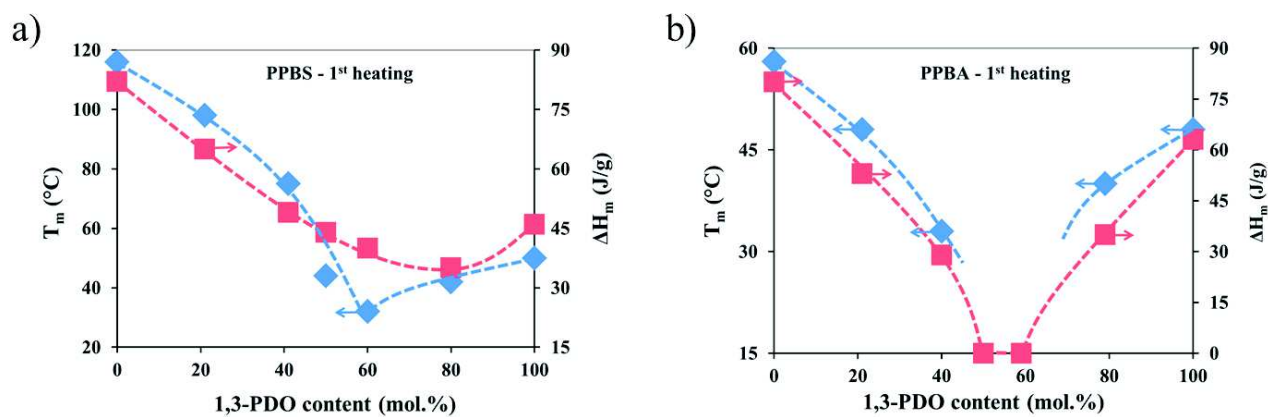 a)
PPBS - 1st heating
120
100
80
60
40
20
Tm (°C)
90
75
60
45
30
15
ΔHm (J/g)
0 20 40 60 80 100
1,3-PDO content (mol.%)
b)
PPBA - 1st heating
60
45
30
15
Tm (°C)
90
75
60
45
30
15
0
ΔHm (J/g)
0 20 40 60 80 100
1,3-PDO content (mol.%)